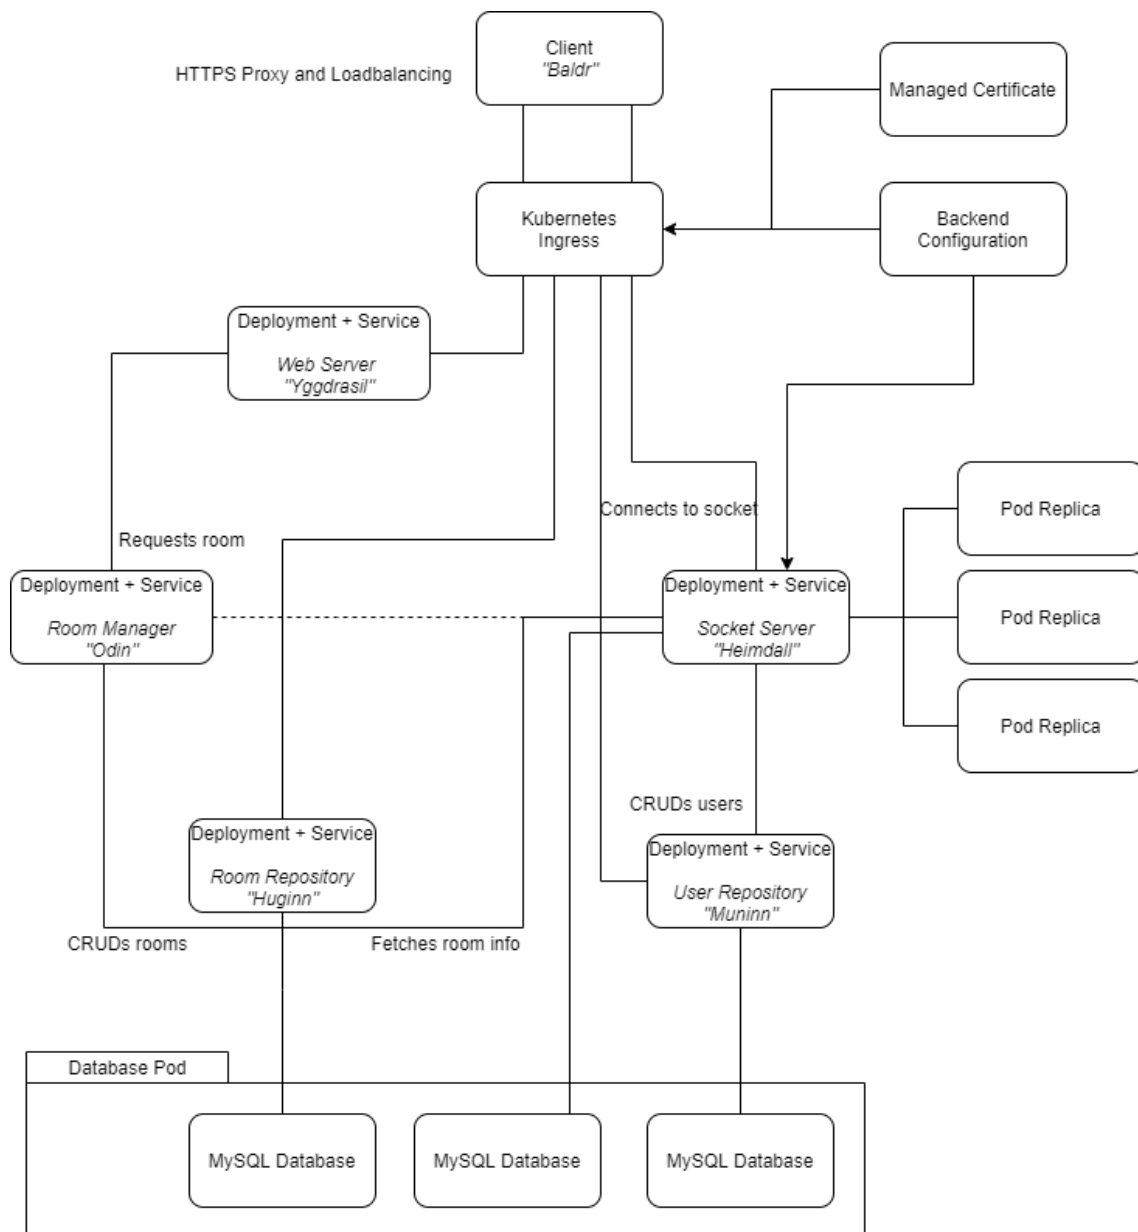 Client
"Baldr"
HTTPS Proxy and Loadbalancing
Managed Certificate
Kubernetes
Ingress
Backend
Configuration
Deployment + Service
Web Server
"Yggdrasil"
Connects to socket
Pod Replica
Requests room
Deployment + Service
Room Manager
"Odin"
Deployment + Service
Socket Server
"Heimdall"
Pod Replica
Pod Replica
CRUDs users
Deployment + Service
Room Repository
"Huginn"
Deployment + Service
User Repository
"Muninn"
CRUDs rooms
Fetches room info
Database Pod
MySQL Database
MySQL Database
MySQL Database